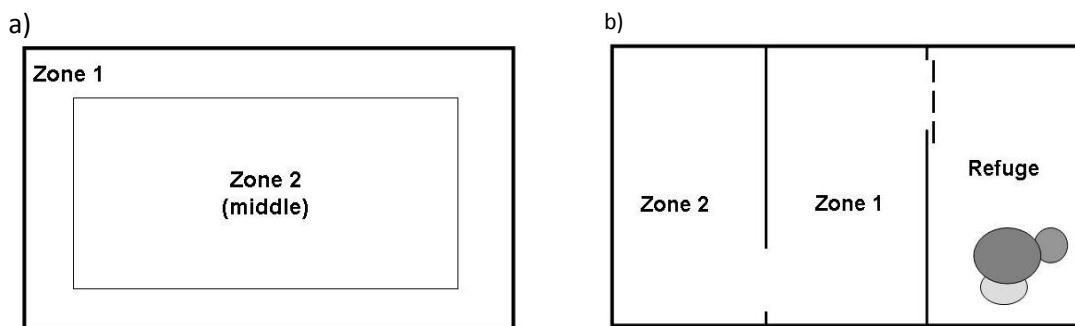 a)
Zone 1
Zone 2
(middle)
b)
Zone 2
Zone 1
Refuge